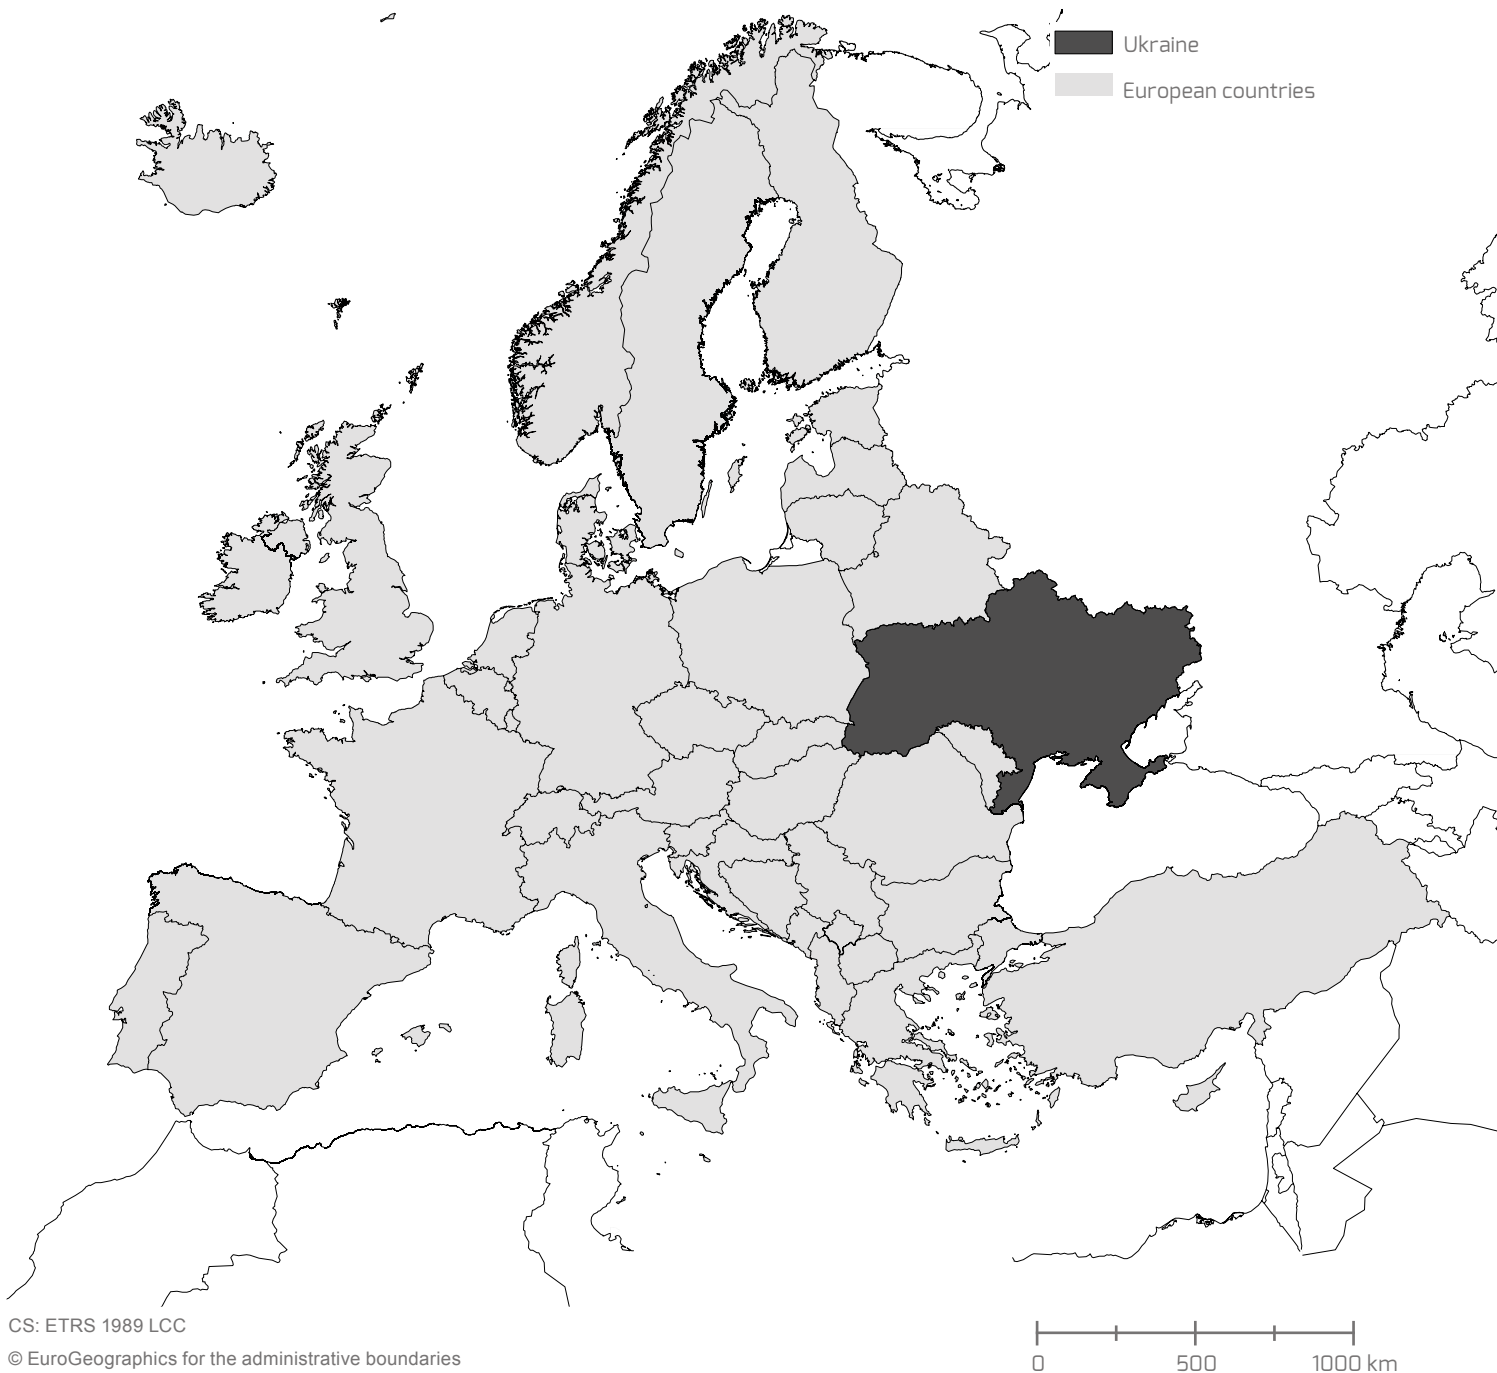 Ukraine
European countries
CS: ETRS 1989 LCC
© EuroGeographics for the administrative boundaries
0 500 1000 km